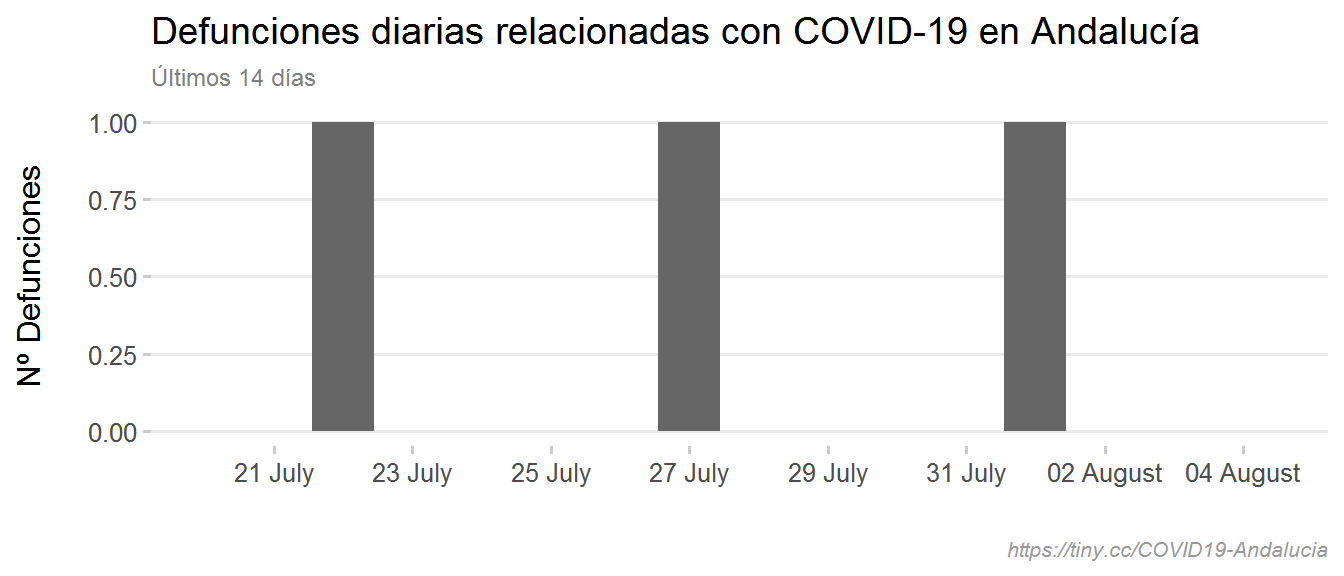 Defunciones diarias relacionadas con COVID-19 en Andalucía
Últimos 14 días
Nº Defunciones
1.00
0.75
0.50
0.25
0.00
21 July 23 July 25 July 27 July 29 July 31 July 02 August 04 August
https://tiny.cc/COVID19-Andalucia